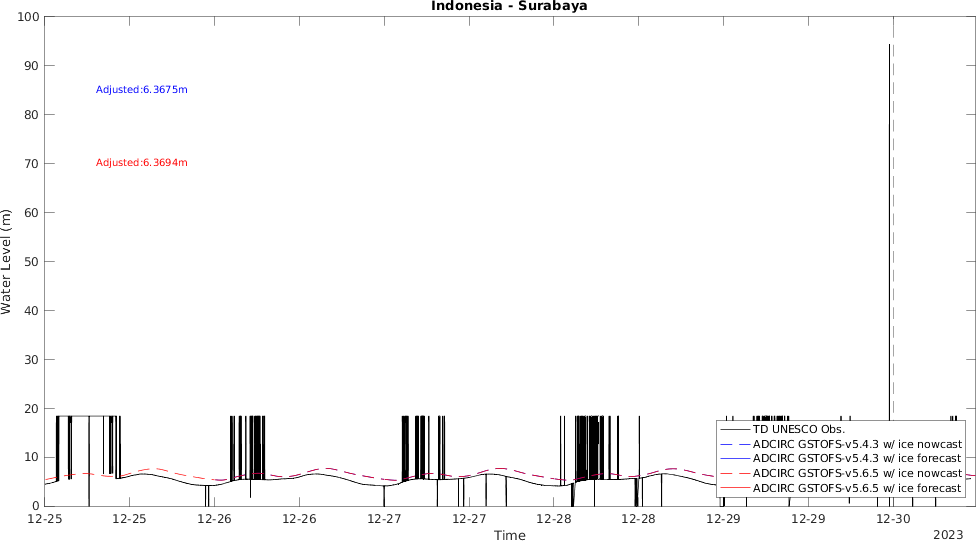 Indonesia - Surabaya
100
90
80
70
60
50
40
30
20
10
0
Water Level (m)
Adjusted:6.3675m
Adjusted:6.3694m
TD UNESCO Obs.
ADCIRC GSTOFS-v5.4.3 w/ ice nowcast
ADCIRC GSTOFS-v5.4.3 w/ ice forecast
ADCIRC GSTOFS-v5.6.5 w/ ice nowcast
ADCIRC GSTOFS-v5.6.5 w/ ice forecast
12-25 12-25 12-26 12-26 12-27 12-27 12-28 12-28 12-29 12-29 12-30
Time
2023